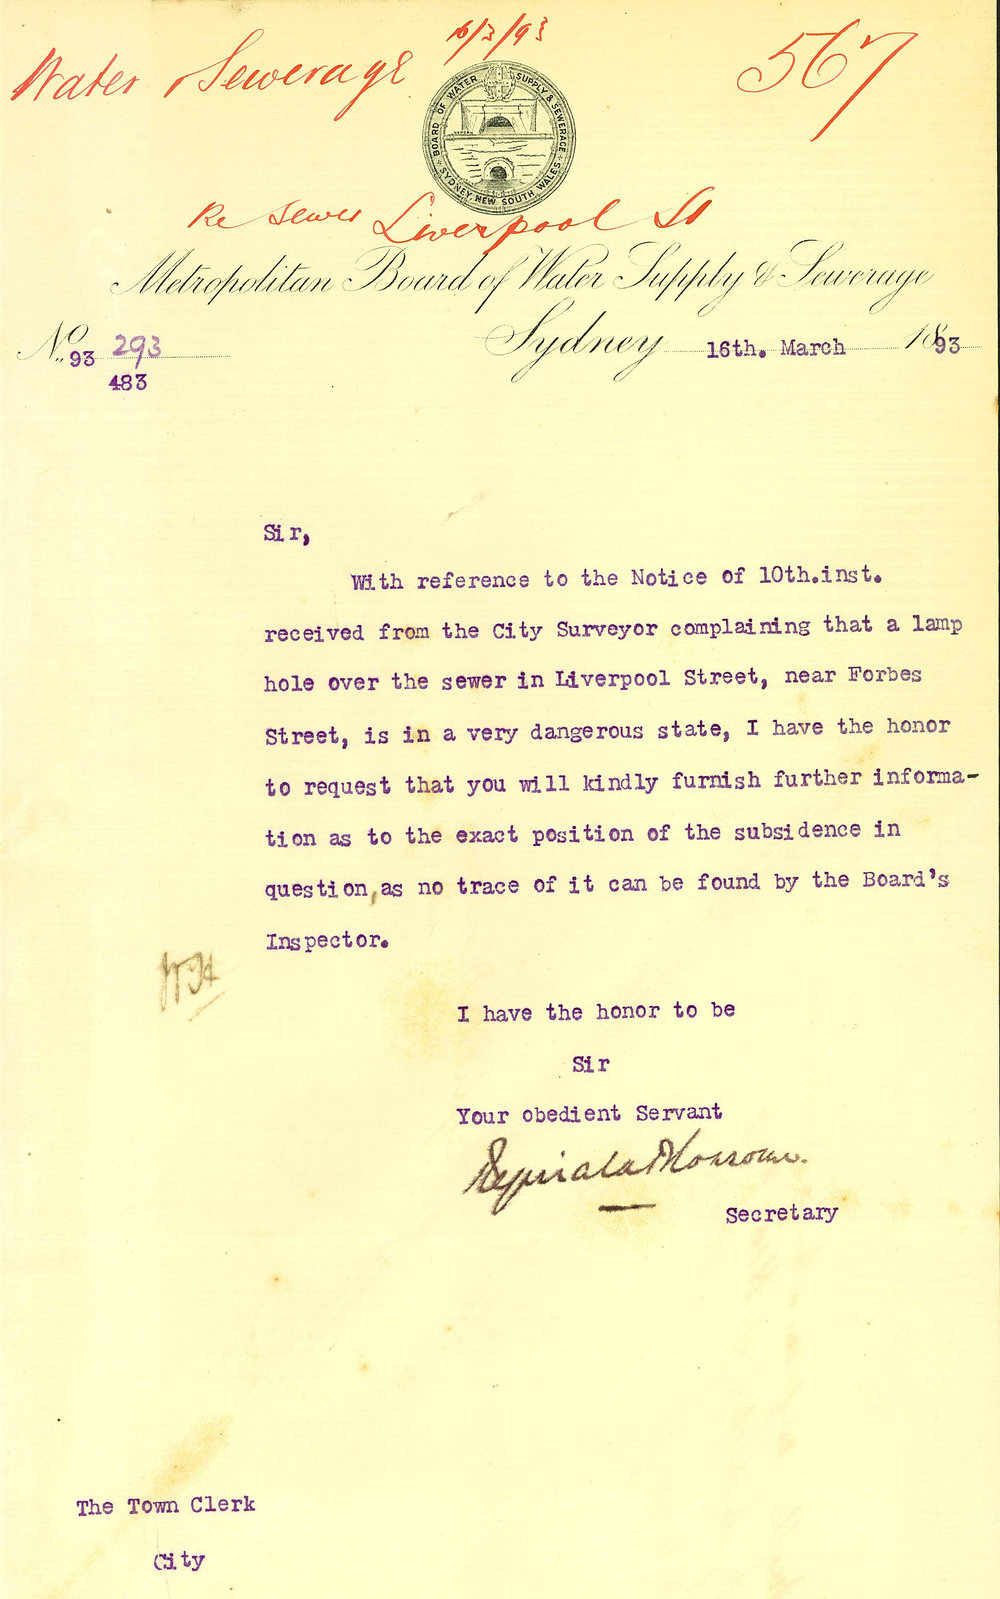 16/3/93
Water & Sewerage
567
BOARD OF WATER SUPPLY & SEWERAGE
SYDNEY, NEW SOUTH WALES
Re Sewer Liverpool St
Metropolitan Board of Water Supply & Sewerage
No. 93 293 Sydney 16th. March 1893
483
Sir,
With reference to the Notice of 10th.inst.
received from the City Surveyor complaining that a lamp
hole over the sewer in Liverpool Street, near Forbes
Street, is in a very dangerous state, I have the honor
to request that you will kindly furnish further informa-
tion as to the exact position of the subsidence in
question,as no trace of it can be found by the Board's
Inspector.
I have the honor to be
Sir
Your obedient Servant
Secretary
The Town Clerk
City